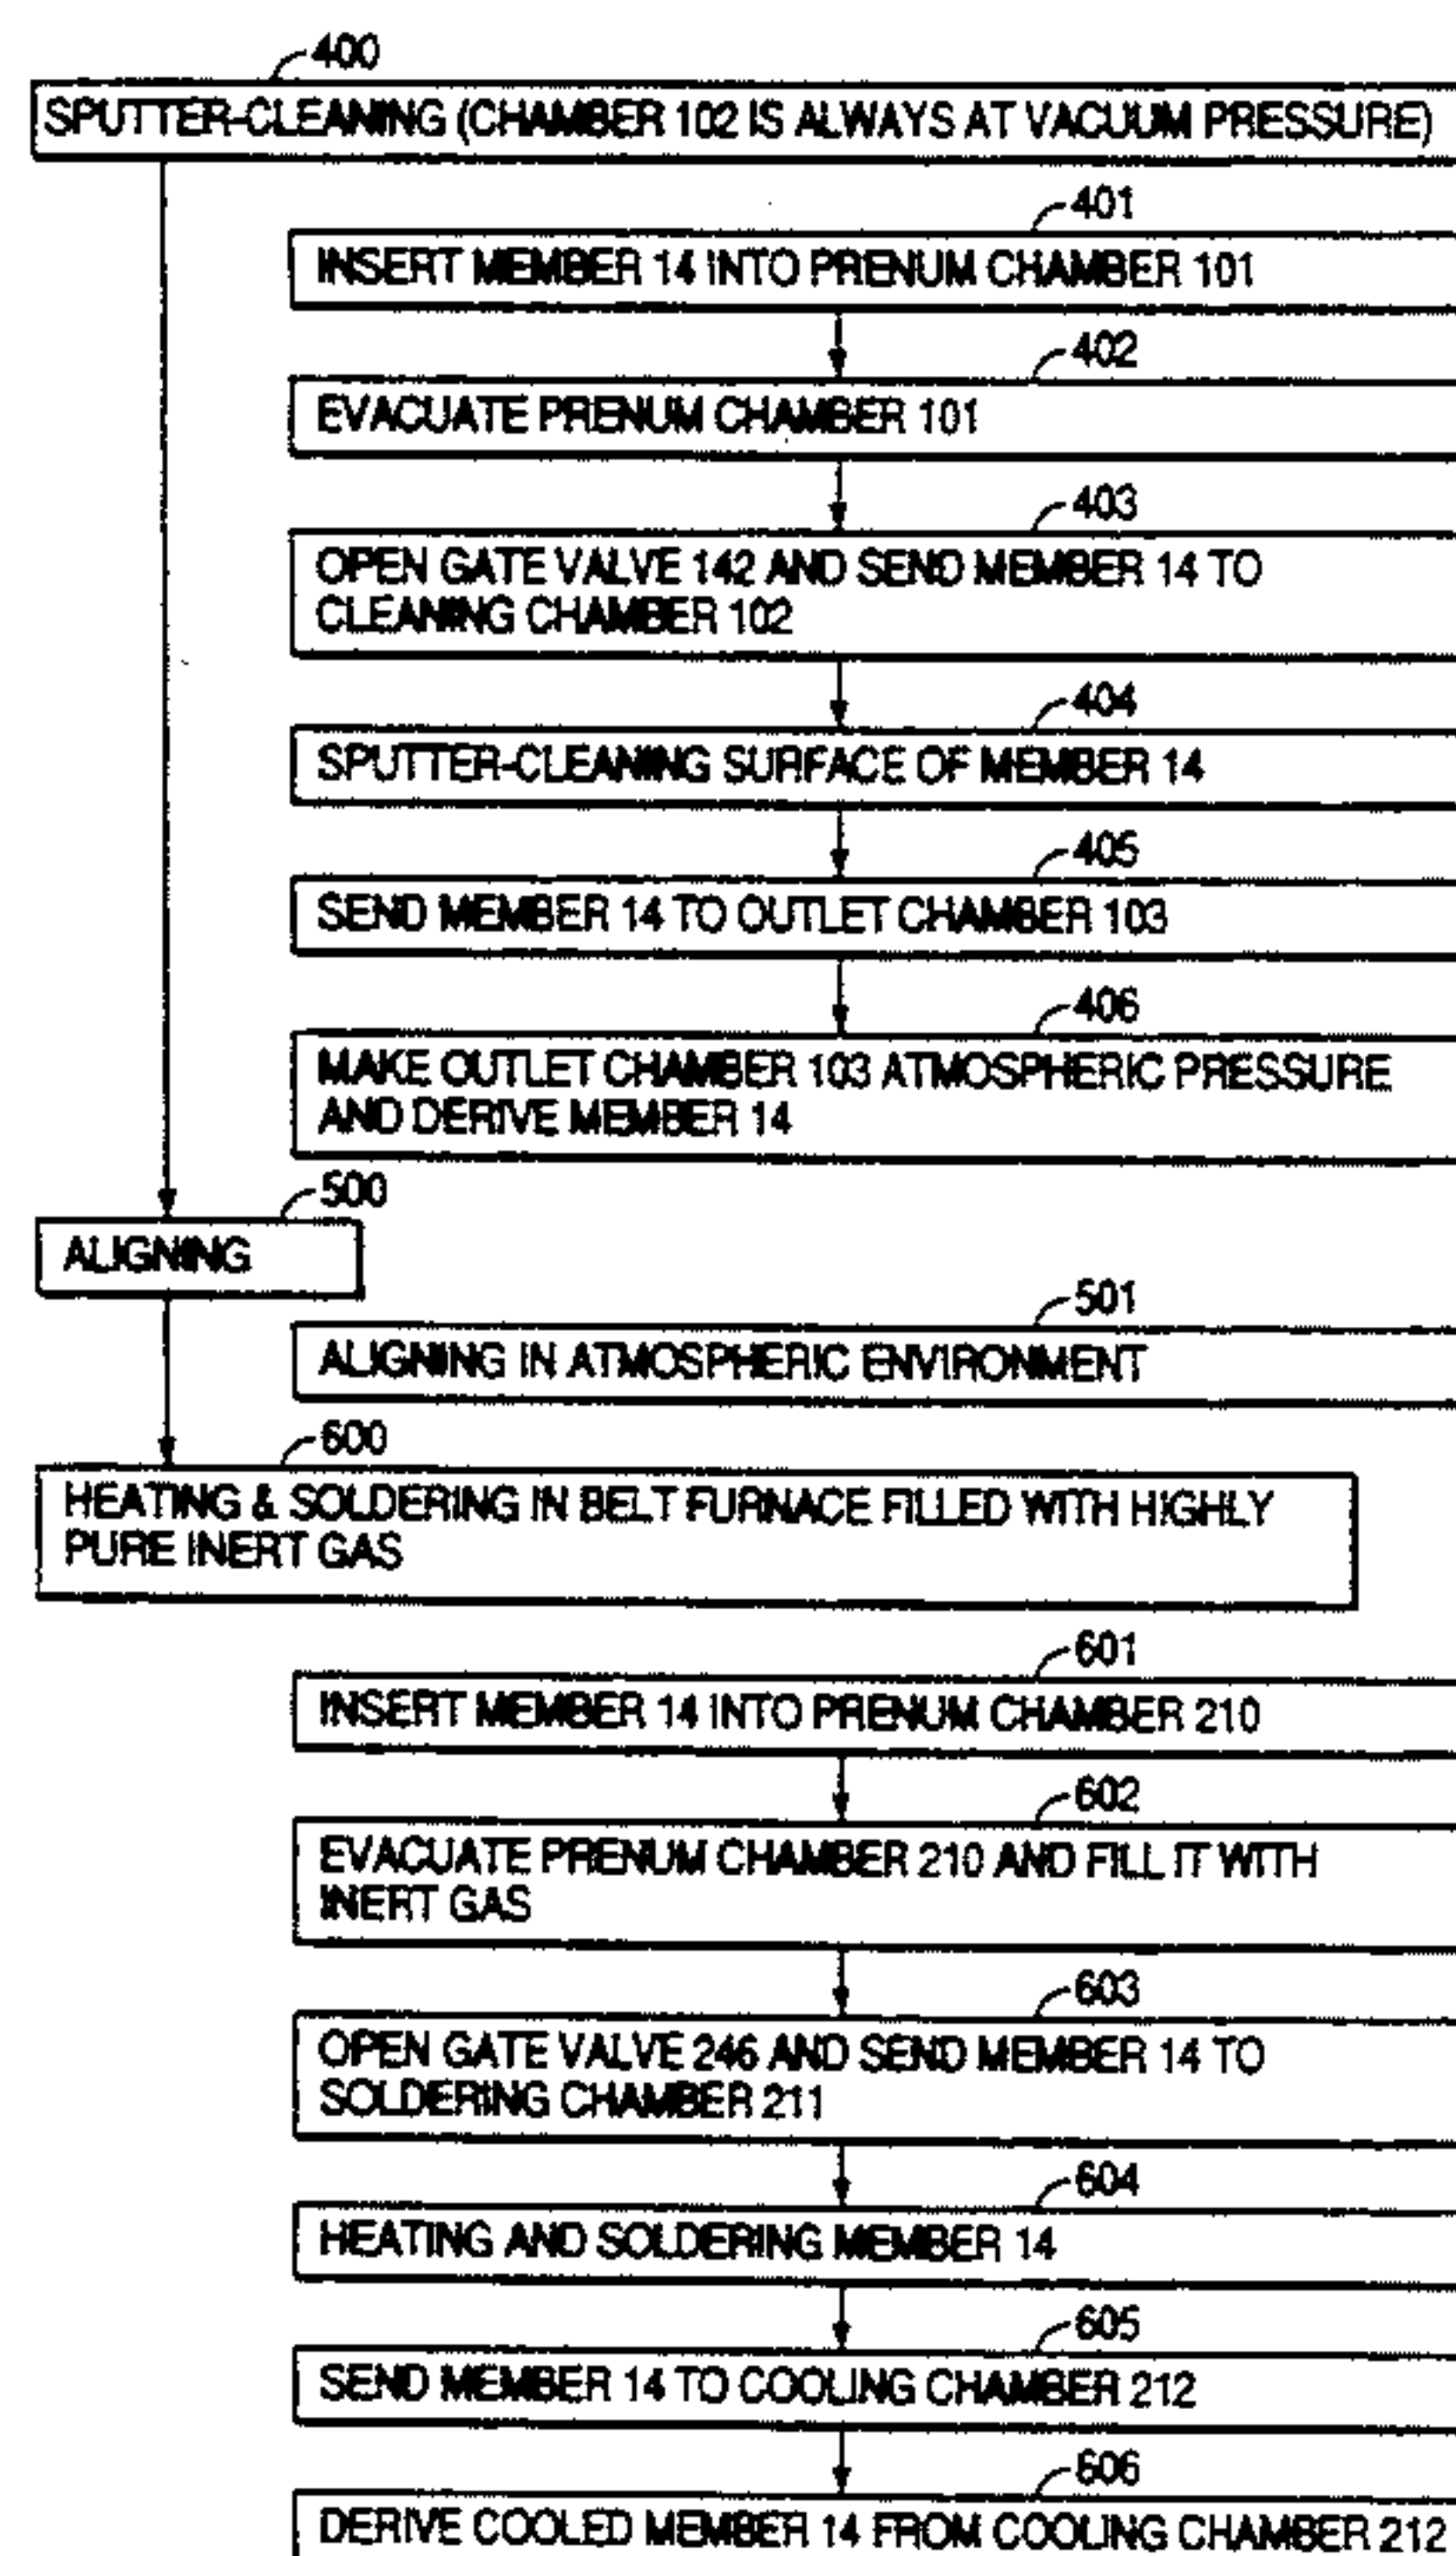 400
SPUTTER-CLEANING (CHAMBER 102 IS ALWAYS AT VACUUM PRESSURE)
401
INSERT MEMBER 14 INTO PRENUM CHAMBER 101
402
EVACUATE PRENUM CHAMBER 101
403
OPEN GATE VALVE 142 AND SEND MEMBER 14 TO
CLEANING CHAMBER 102
404
SPUTTER-CLEANING SURFACE OF MEMBER 14
405
SEND MEMBER 14 TO OUTLET CHAMBER 103
406
MAKE OUTLET CHAMBER 103 ATMOSPHERIC PRESSURE
AND DERIVE MEMBER 14
500
ALIGNING
501
ALIGNING IN ATMOSPHERIC ENVIRONMENT
600
HEATING & SOLDERING IN BELT FURNACE FILLED WITH HIGHLY
PURE INERT GAS
601
INSERT MEMBER 14 INTO PRENUM CHAMBER 210
602
EVACUATE PRENUM CHAMBER 210 AND FILL IT WITH
INERT GAS
603
OPEN GATE VALVE 246 AND SEND MEMBER 14 TO
SOLDERING CHAMBER 211
604
HEATING AND SOLDERING MEMBER 14
605
SEND MEMBER 14 TO COOLING CHAMBER 212
606
DERIVE COOLED MEMBER 14 FROM COOLING CHAMBER 212